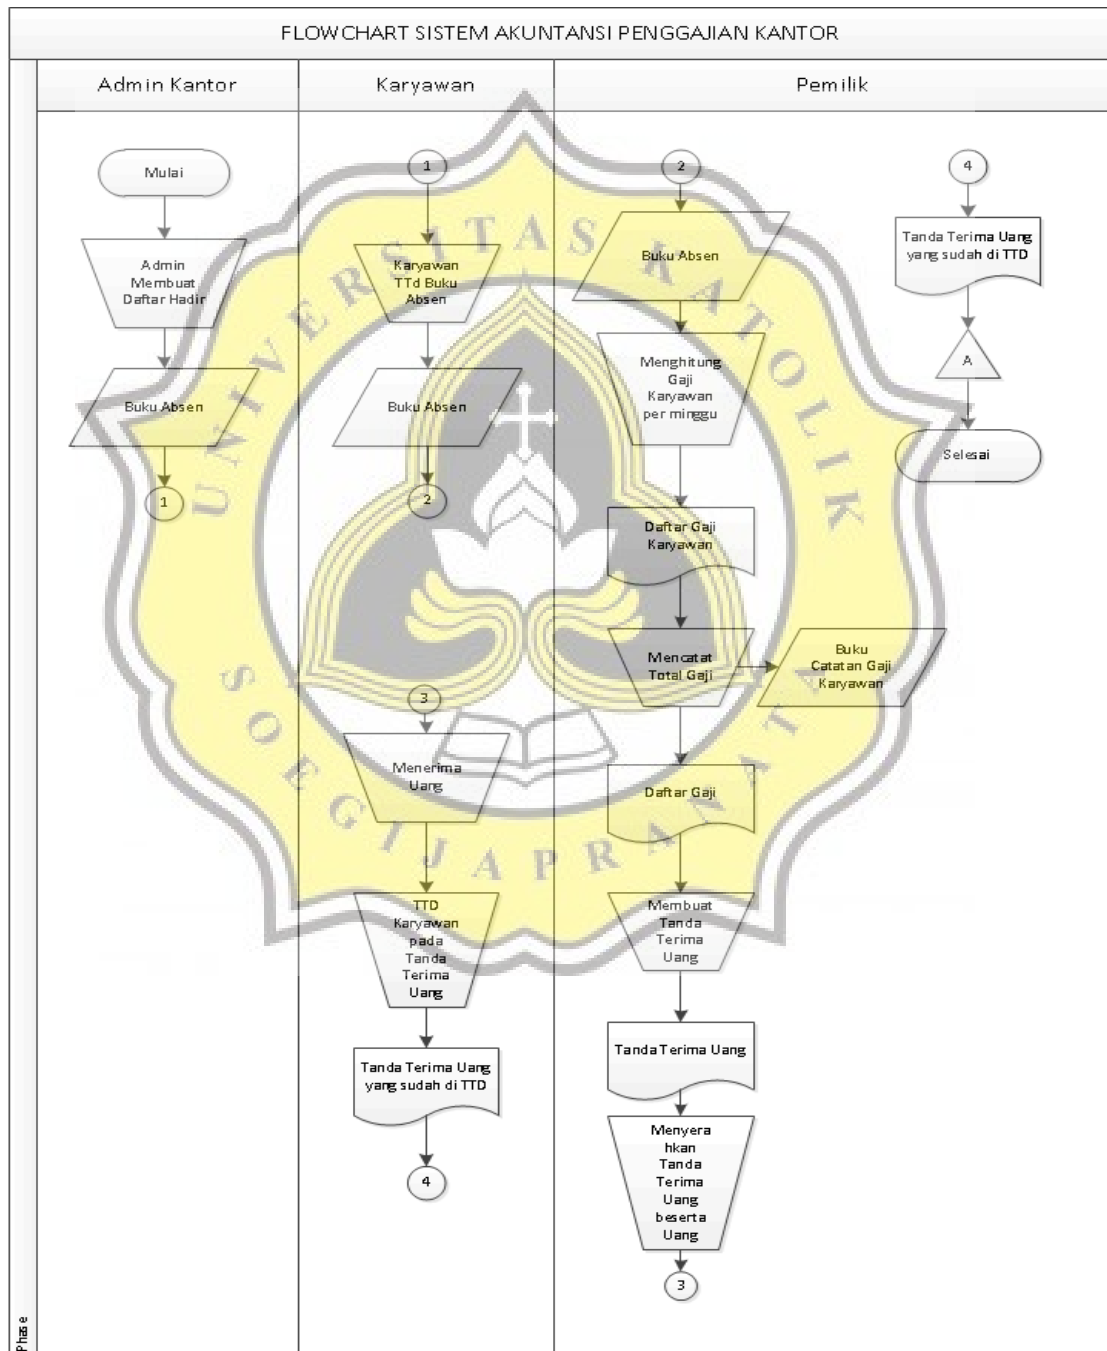 FLOWCHART SISTEM AKUNTANSI PENGGAJIAN KANTOR
Admin Kantor
Karyawan
Pemilik
Mulai
Admin
Membuat
Daftar Hadir
Buku Absen
1
1
Karyawan
TTd Buku
Absen
Buku Absen
2
3
Menerima
Uang
TTD
Karyawan
pada
Tanda
Terima
Uang
Tanda Terima Uang
yang sudah di TTD
4
2
Buku Absen
Menghitung
Gaji
Karyawan
per minggu
Daftar Gaji
Karyawan
Mencatat
Total Gaji
Buku
Catatan Gaji
Karyawan
Daftar Gaji
Membuat
Tanda
Terima
Uang
Tanda Terima Uang
Menyera
hkan
Tanda
Terima
Uang
beserta
Uang
3
4
Tanda Terima Uang
yang sudah di TTD
A
Selesai
Phase
UNIVERSITAS KATOLIK
SOEGIJAPRANATA